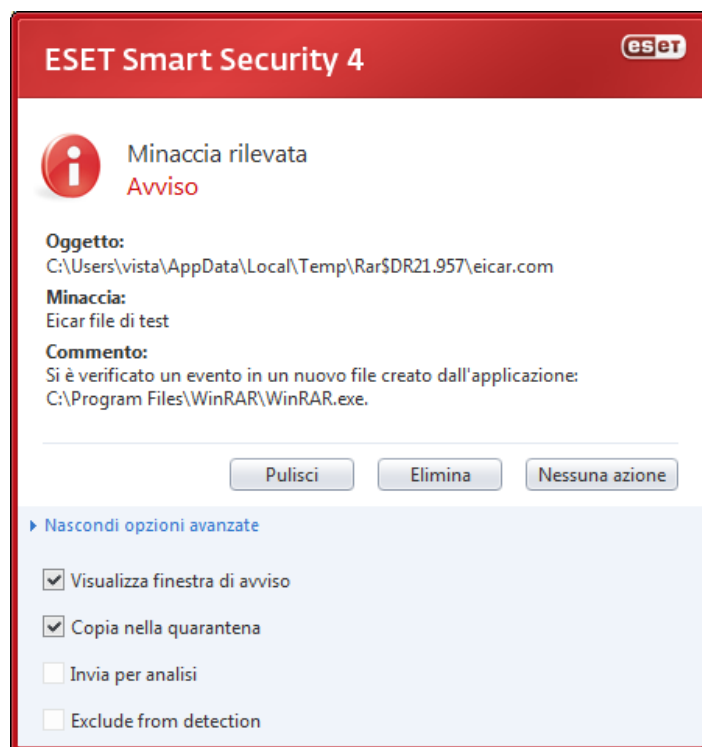 ESET Smart Security 4
eset
Minaccia rilevata
Avviso
Oggetto:
C:\Users\vista\AppData\Local\Temp\Rar$DR21.957\eicar.com
Minaccia:
Eicar file di test
Commento:
Si è verificato un evento in un nuovo file creato dall'applicazione:
C:\Program Files\WinRAR\WinRAR.exe.
Pulisci Elimina Nessuna azione
Nascondi opzioni avanzate
Visualizza finestra di avviso
Copia nella quarantena
Invia per analisi
Exclude from detection